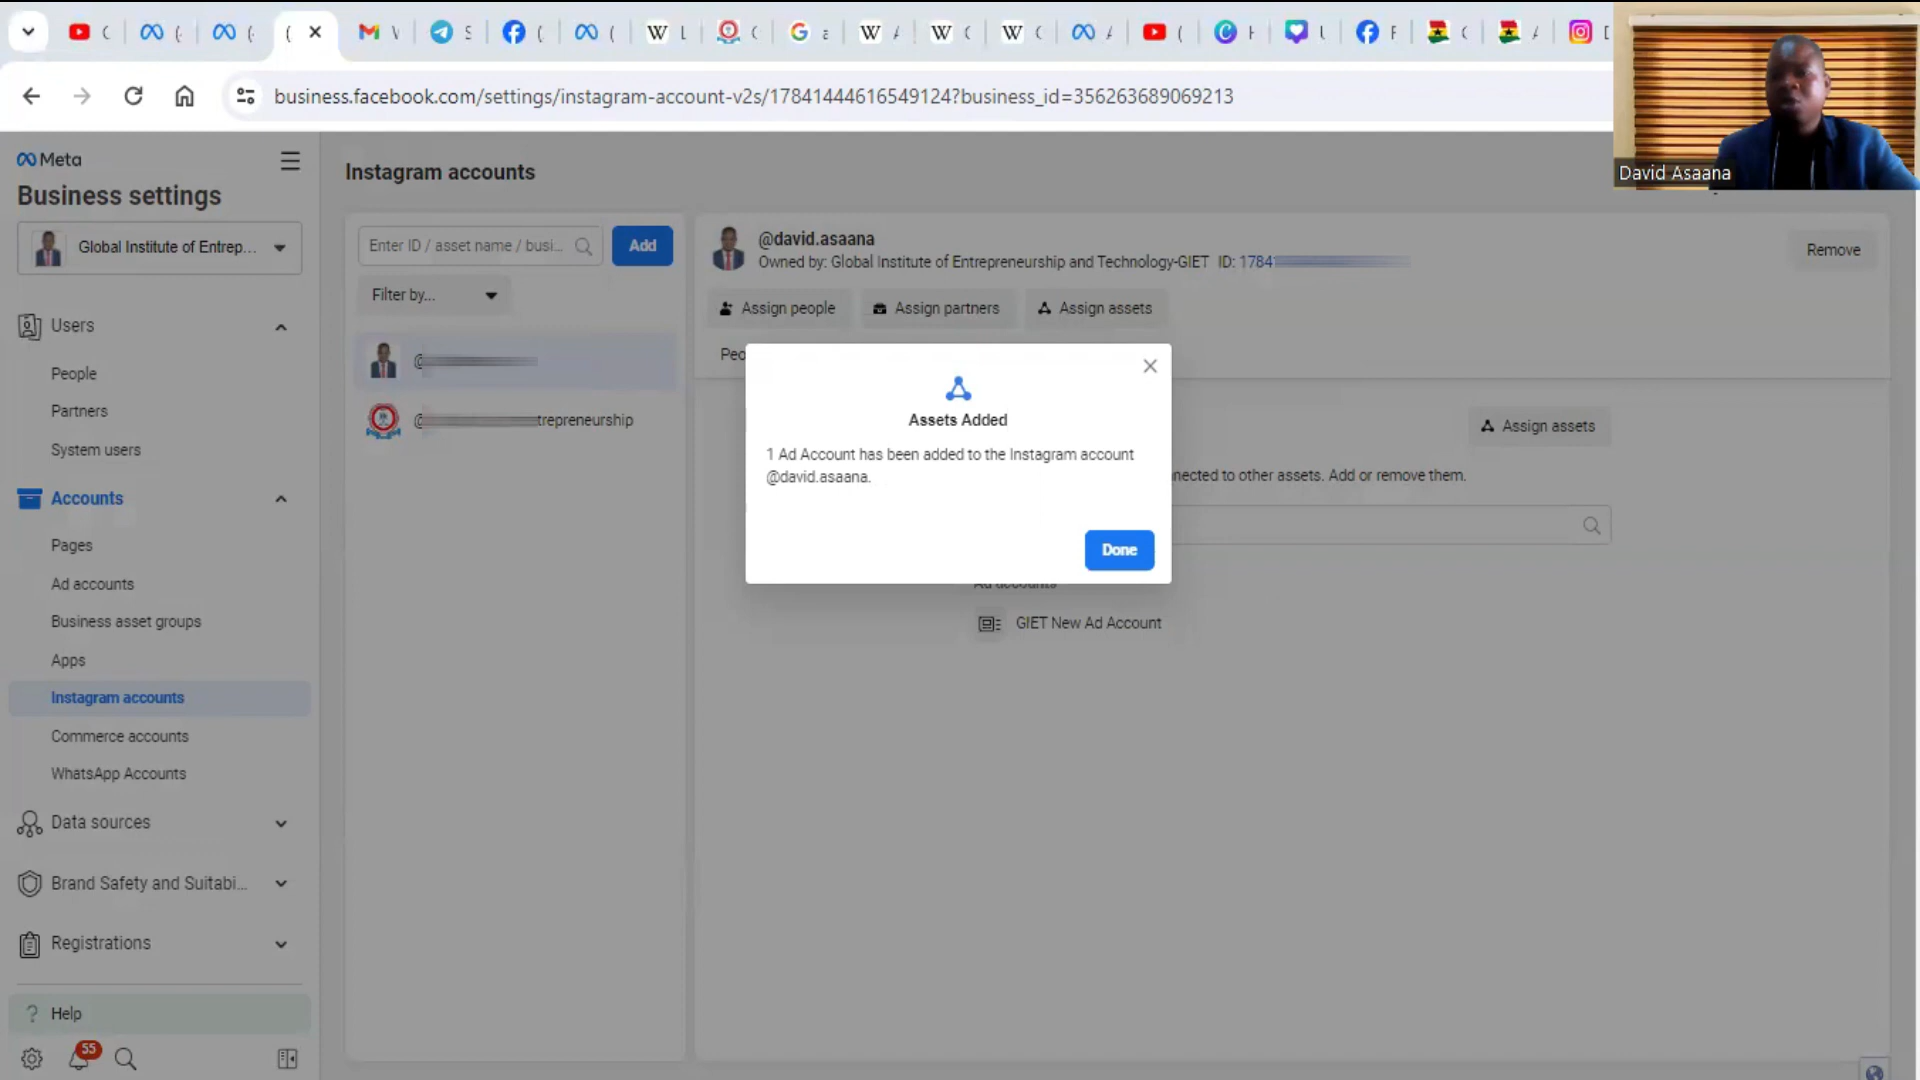 business.facebook.com/settings/instagram-account-v2s/17841444616549124?business_id=356263689069213
David Asaana
Meta
Business settings
Global Institute of Entrep...
Users
People
Partners
System users
Accounts
Pages
Ad accounts
Business asset groups
Apps
Instagram accounts
Commerce accounts
WhatsApp Accounts
Data sources
Brand Safety and Suitabi...
Registrations
? Help
55
Instagram accounts
Enter ID / asset name / busi...
Add
Filter by...
@
@ trepreneurship
@david.asaana
Owned by: Global Institute of Entrepreneurship and Technology-GIET ID: 1784
Remove
Assign people
Assign partners
Assign assets
Peo
Assign assets
nected to other assets. Add or remove them.
Assets Added
1 Ad Account has been added to the Instagram account
@david.asaana.
Done
Ad accounts
GIET New Ad Account